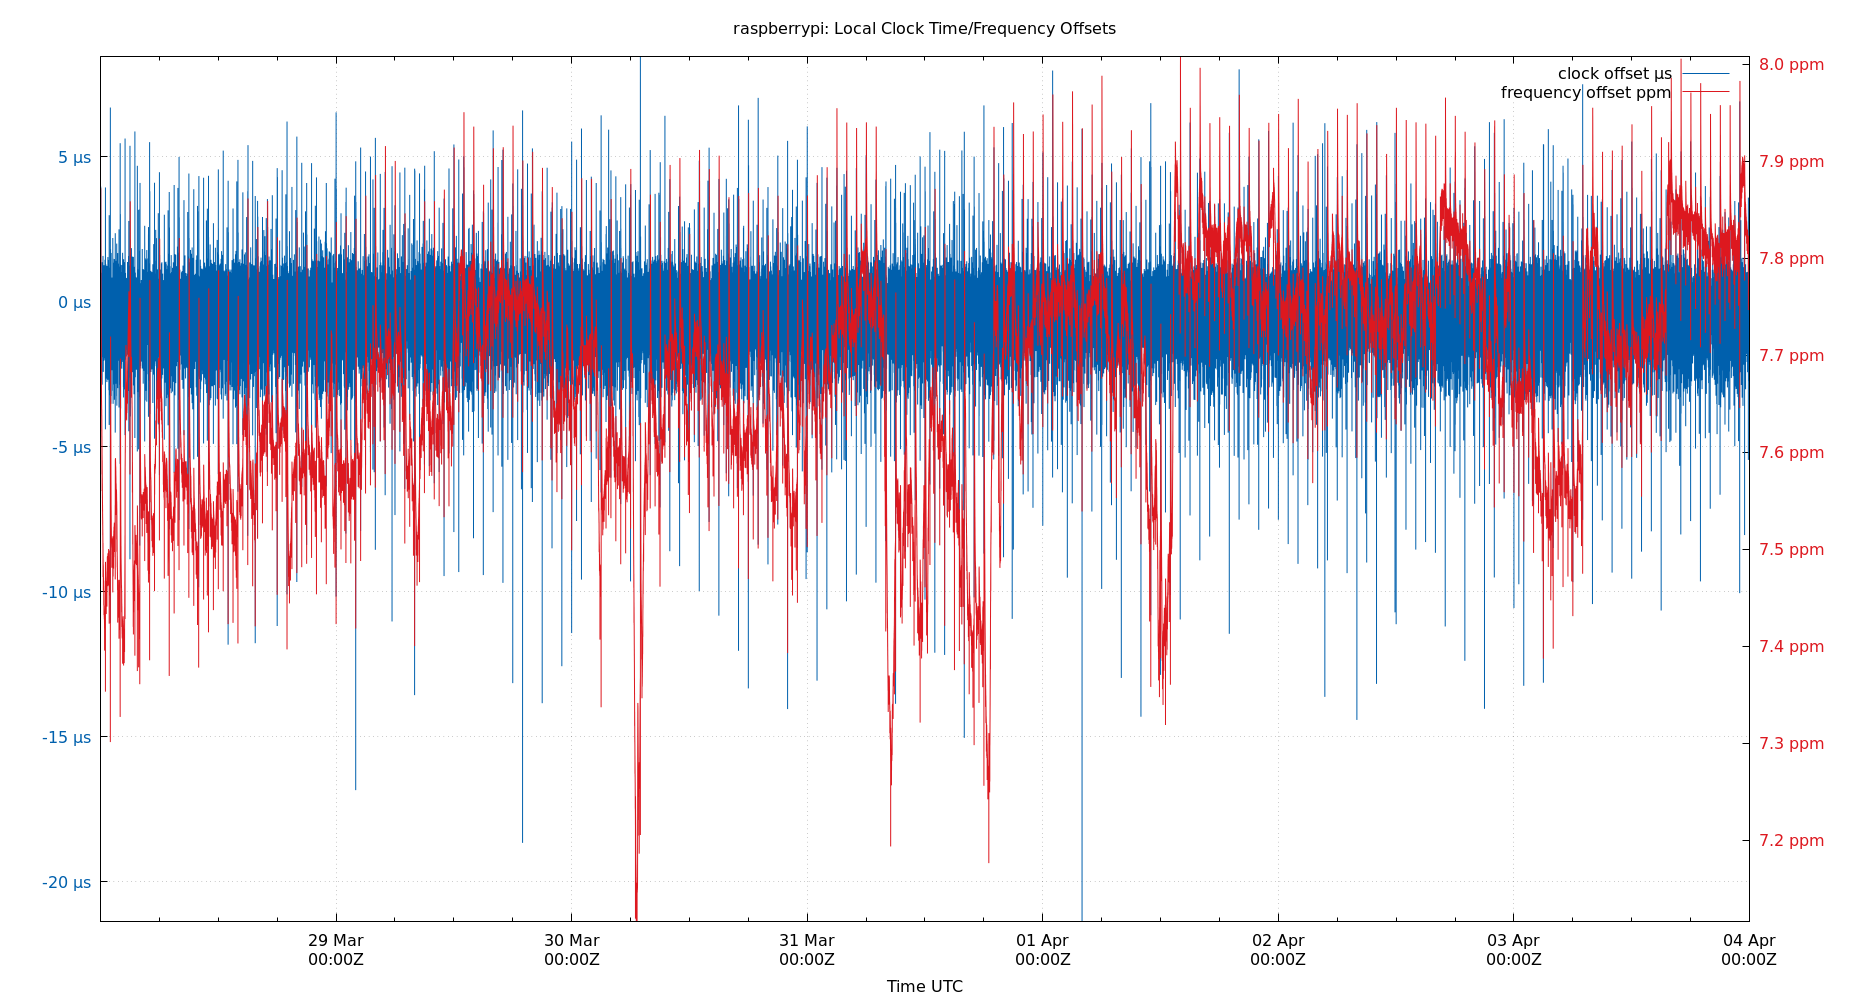 raspberrypi: Local Clock Time/Frequency Offsets
clock offset µs
frequency offset ppm
5 µs
0 µs
-5 µs
-10 µs
-15 µs
-20 µs
8.0 ppm
7.9 ppm
7.8 ppm
7.7 ppm
7.6 ppm
7.5 ppm
7.4 ppm
7.3 ppm
7.2 ppm
29 Mar
00:00Z
30 Mar
00:00Z
31 Mar
00:00Z
01 Apr
00:00Z
02 Apr
00:00Z
03 Apr
00:00Z
04 Apr
00:00Z
Time UTC